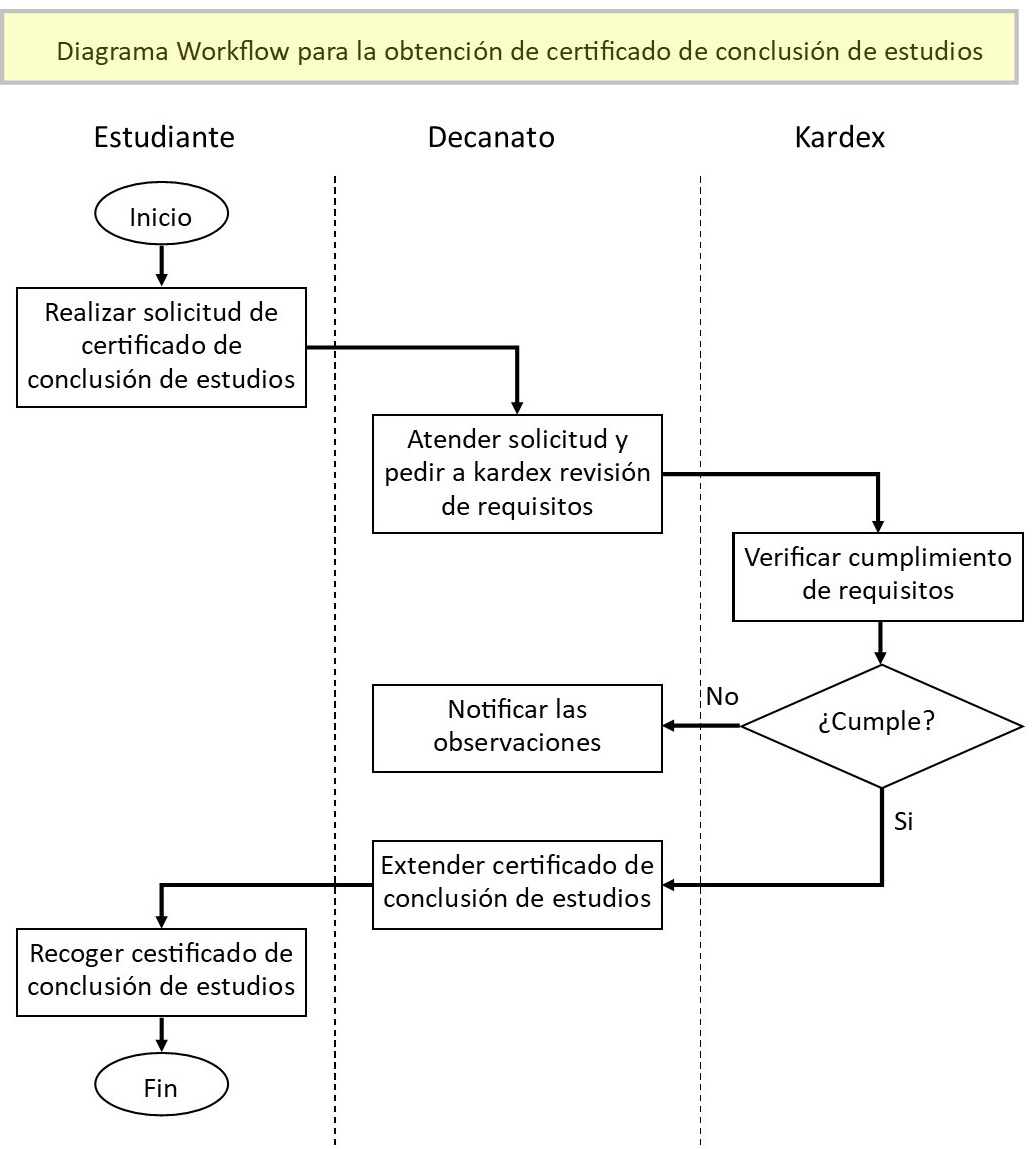 Diagrama Workflow para la obtención de certificado de conclusión de estudios
Estudiante
Decanato
Kardex
Inicio
Realizar solicitud de
certificado de
conclusión de estudios
Atender solicitud y
pedir a kardex revisión
de requisitos
Verificar cumplimiento
de requisitos
¿Cumple?
No
Notificar las
observaciones
Si
Extender certificado de
conclusión de estudios
Recoger cestificado de
conclusión de estudios
Fin